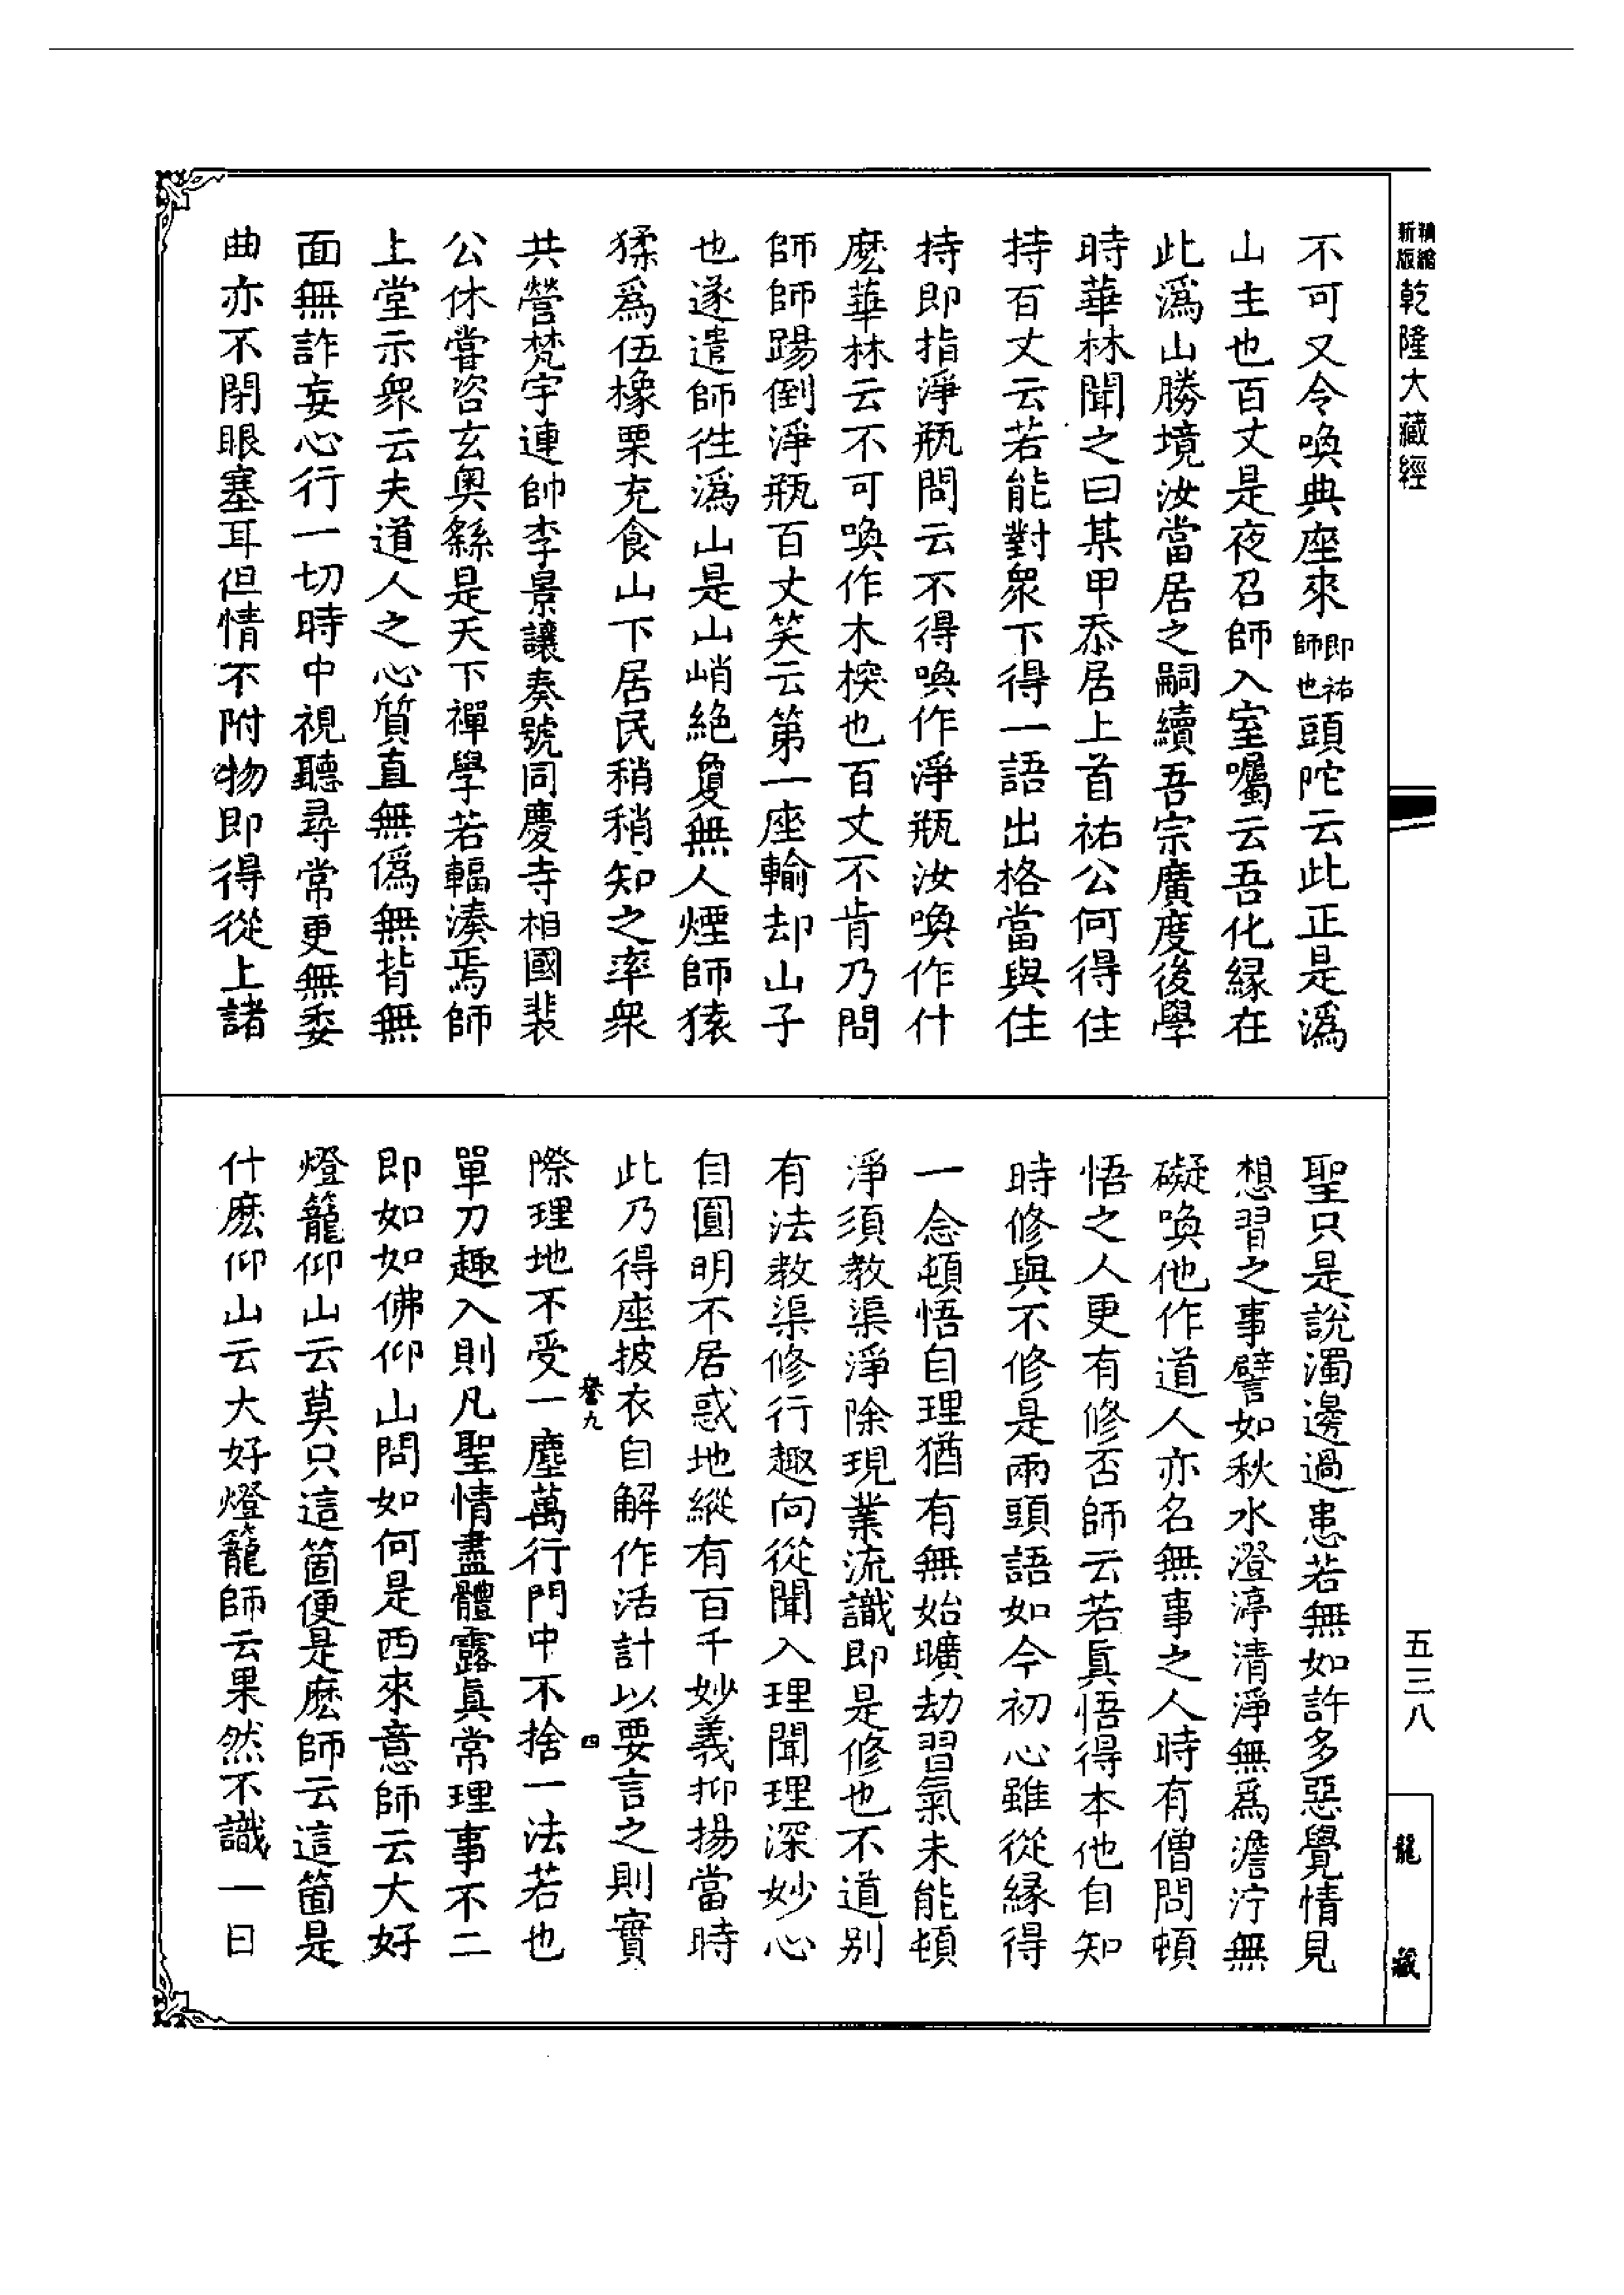 精縮新版乾隆大藏經
不可又令喚典座來即祐師也頭陀云此正是溈
山主也百丈是夜召師入室囑云吾化緣在
此溈山勝境汝當居之嗣續吾宗廣度後學
時華林聞之曰某甲忝居上首祐公何得住
持百丈云若能對眾下得一語出格當與住
持即指淨瓶問云不得喚作淨瓶汝喚作什
麽華林云不可喚作木㮇也百丈不肯乃問
師師踢倒淨瓶百丈笑云第一座輸却山子
也遂遣師往溈山是山峭絕敻無人煙師猿
猱爲伍橡栗充食山下居民稍稍知之率眾
共營梵宇連帥李景讓奏號同慶寺相國裴
公休嘗咨玄奧繇是天下禪學若輻湊焉師
上堂示眾云夫道人之心質直無僞無背無
面無詐妄心行一切時中視聽尋常更無委
曲亦不閉眼塞耳但情不附物即得從上諸
聖只是說濁邊過患若無如許多惡覺情見
想習之事譬如秋水澄渟清淨無爲澹泞無
礙喚他作道人亦名無事之人時有僧問頓
悟之人更有修否師云若眞悟得本他自知
時修與不修是兩頭語如今初心雖從緣得
一念頓悟自理猶有無始曠劫習氣未能頓
淨須教渠淨除現業流識即是修也不道別
有法教渠修行趣向從聞入理聞理深妙心
自圓明不居惑地縱有百千妙義抑揚當時
此乃得座披衣自解作活計以要言之則實
卷九　四
際理地不受一塵萬行門中不捨一法若也
單刀趣入則凡聖情盡體露眞常理事不二
即如如佛仰山問如何是西來意師云大好
燈籠仰山云莫只這箇便是麽師云這箇是
什麽仰山云大好燈籠師云果然不識一日
五三八
龍藏